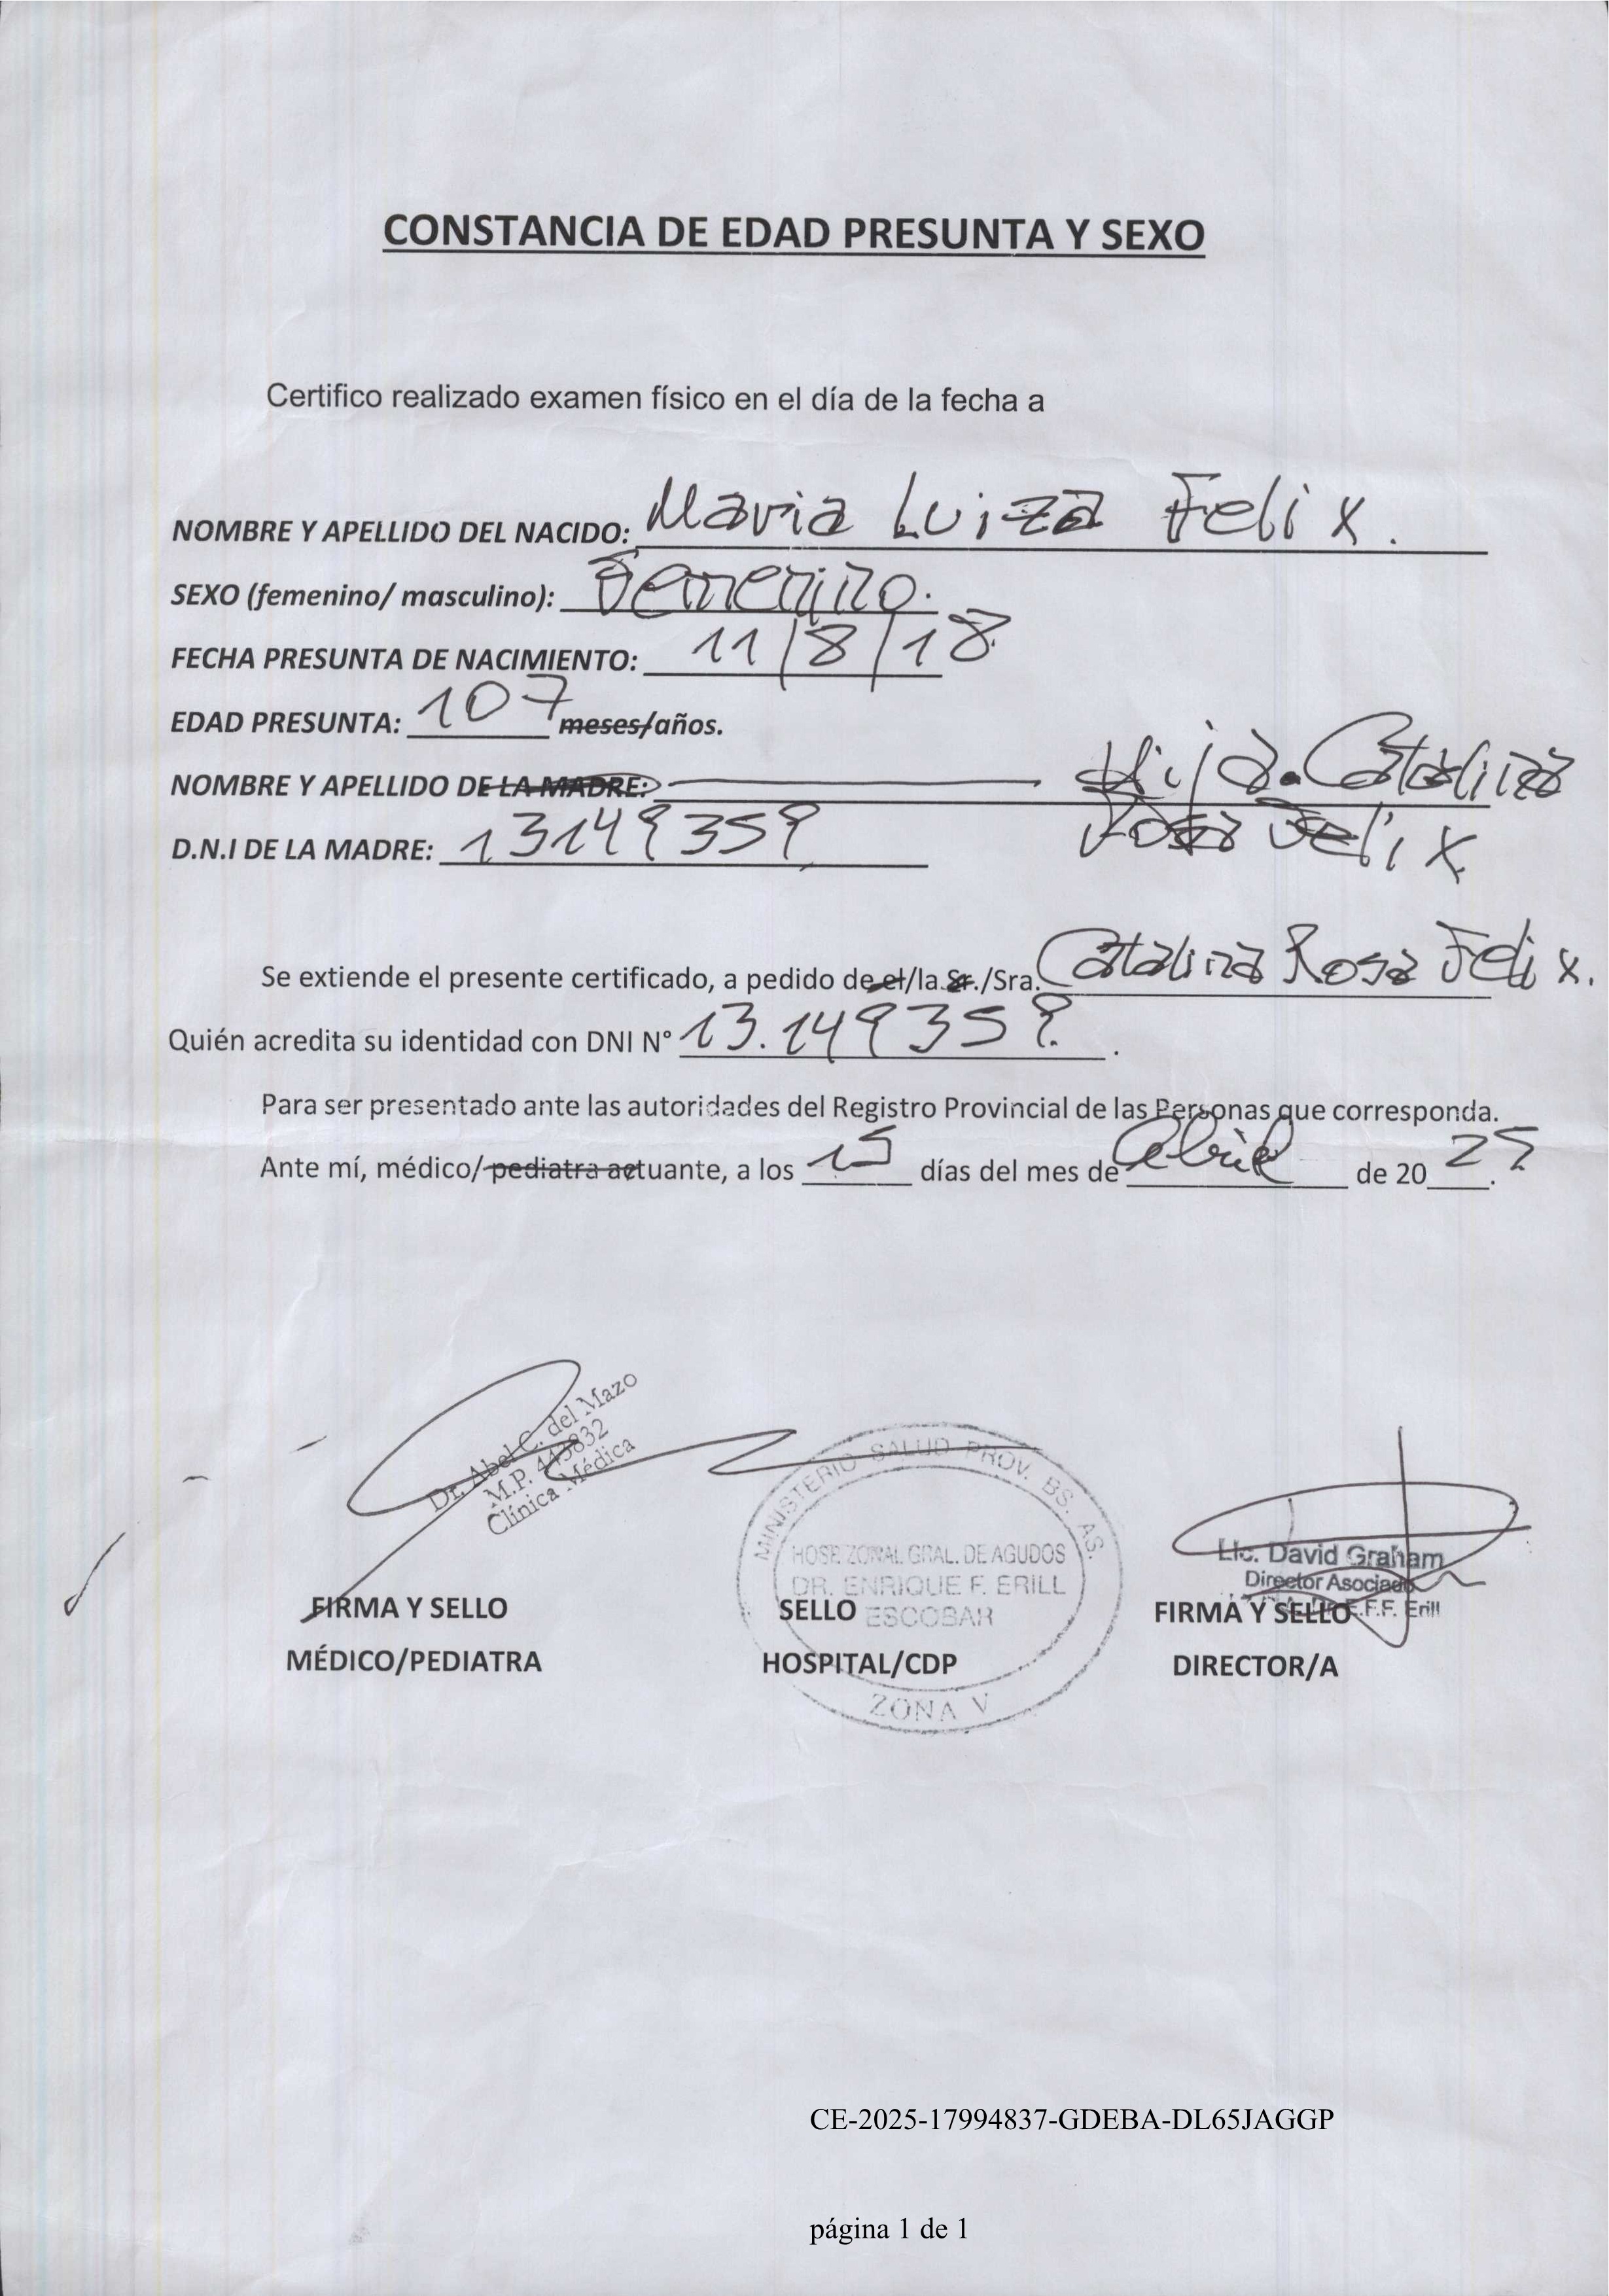 CONSTANCIA DE EDAD PRESUNTA Y SEXO
Certifico realizado examen físico en el día de la fecha a
NOMBRE Y APELLIDO DEL NACIDO: Maria Luiza Felix.
SEXO (femenino/ masculino): Femenino.
FECHA PRESUNTA DE NACIMIENTO: 11/8/18
EDAD PRESUNTA: 107 meses/años.
NOMBRE Y APELLIDO DE LA MADRE: Hija. Catalina
Rosa Felix
D.N.I DE LA MADRE: 13149359
Se extiende el presente certificado, a pedido de el/la Sr./Sra. Catalina Rosa Felix.
Quién acredita su identidad con DNI N° 13.149359.
Para ser presentado ante las autoridades del Registro Provincial de las Personas que corresponda.
Ante mí, médico/ pediatra actuante, a los 15 días del mes de Abril de 2025.
Dr. Abel C. del Mazo
M.P. 443832
Clínica Médica
FIRMA Y SELLO
MÉDICO/PEDIATRA
MINISTERIO SALUD PROV. BS. AS.
HOSP. ZONAL GRAL. DE AGUDOS
DR. ENRIQUE F. ERILL
ESCOBAR
ZONA V
SELLO
HOSPITAL/CDP
Lic. David Graham
Director Asociado
E.F.F. Erill
FIRMA Y SELLO
DIRECTOR/A
CE-2025-17994837-GDEBA-DL65JAGGP
página 1 de 1